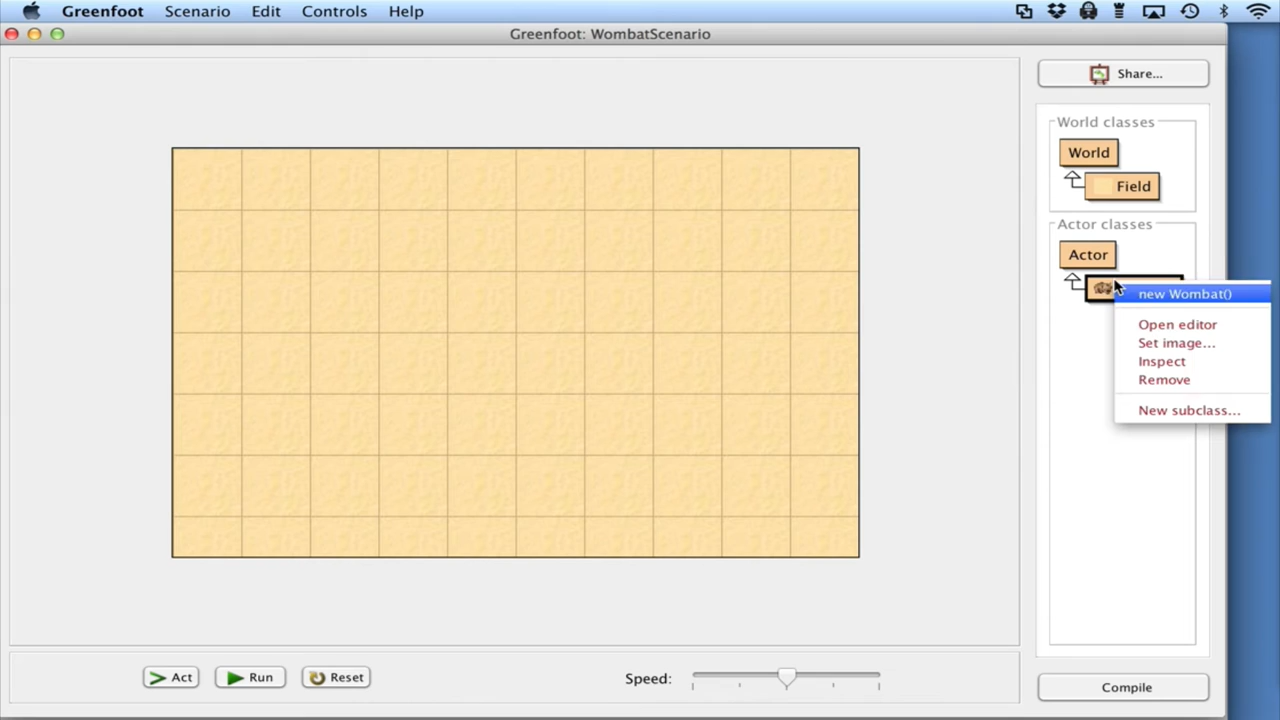 Greenfoot Scenario Edit Controls Help
Greenfoot: WombatScenario
Share...
World classes
World
Field
Actor classes
Actor
new Wombat()
Open editor
Set image...
Inspect
Remove
New subclass...
Act Run Reset Speed:
Compile